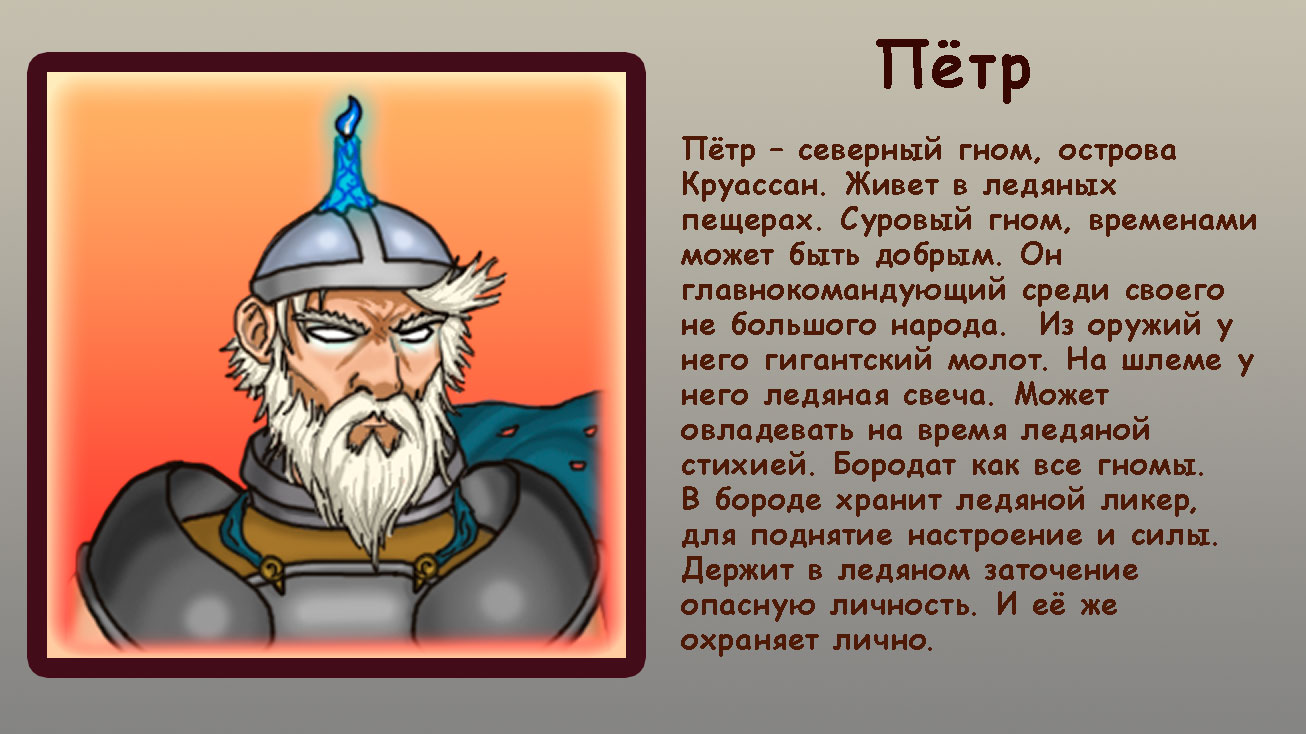 Пётр
Пётр – северный гном, острова
Круассан. Живет в ледяных
пещерах. Суровый гном, временами
может быть добрым. Он
главнокомандующий среди своего
не большого народа. Из оружий у
него гигантский молот. На шлеме у
него ледяная свеча. Может
овладевать на время ледяной
стихией. Бородат как все гномы.
В бороде хранит ледяной ликер,
для поднятие настроение и силы.
Держит в ледяном заточение
опасную личность. И её же
охраняет лично.